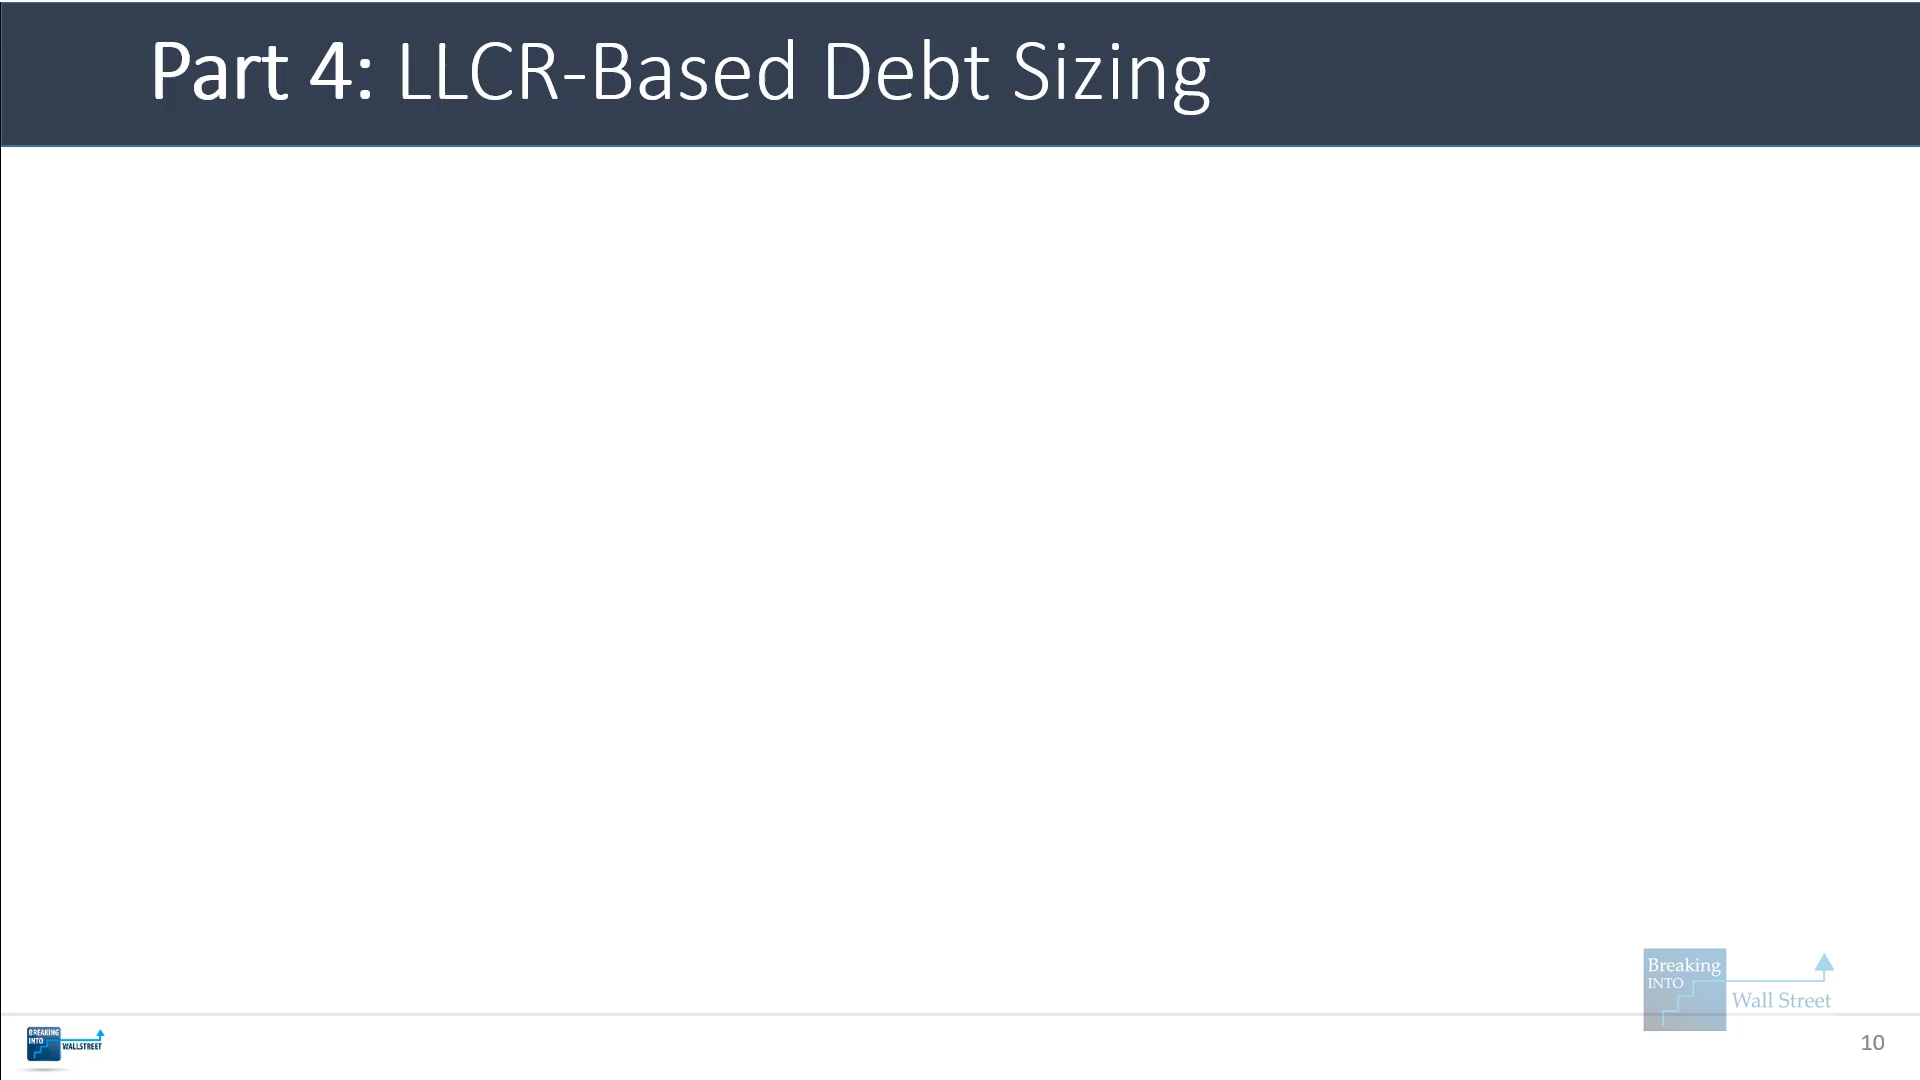 Part 4: LLCR-Based Debt Sizing
Breaking
INTO
Wall Street
BREAKING
INTO
WALLSTREET
10